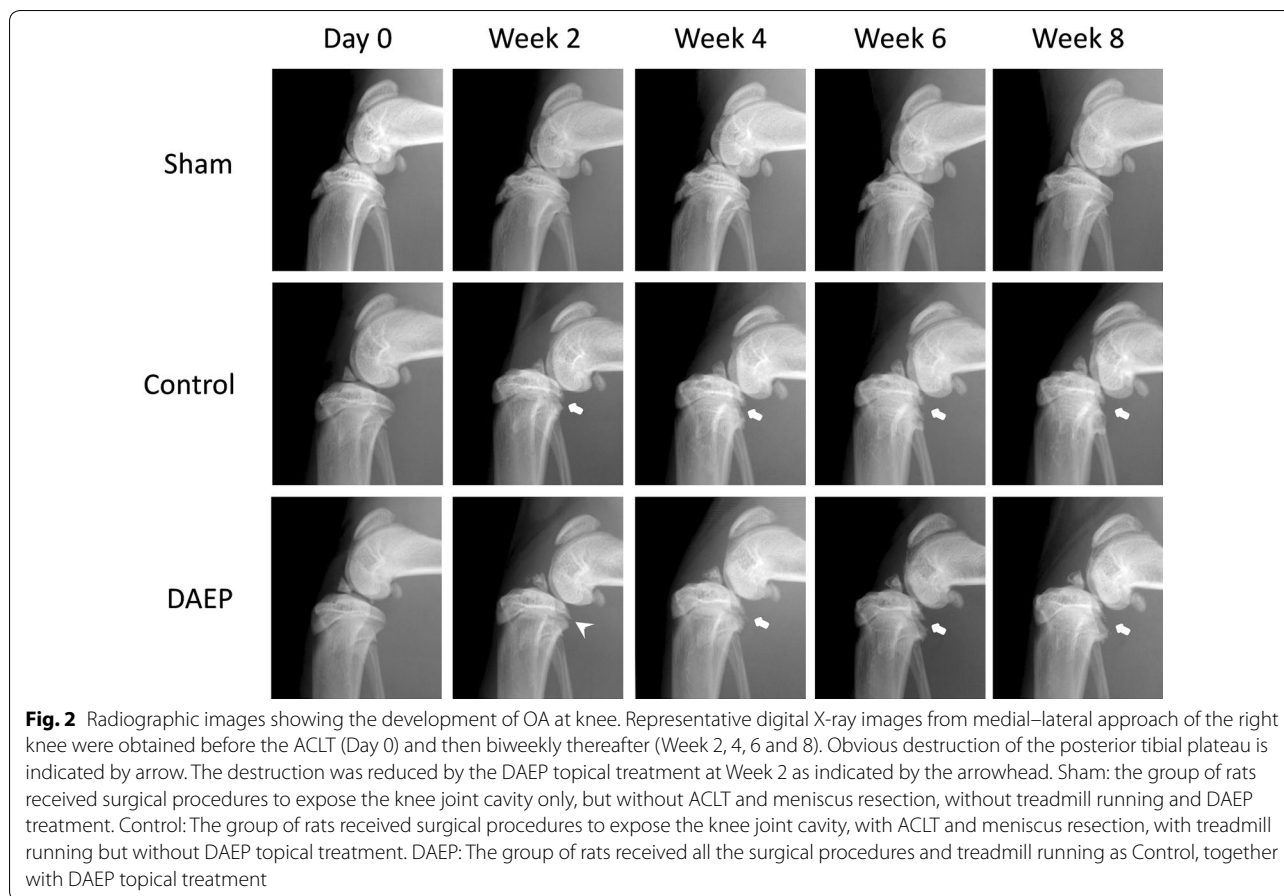 Day 0 Week 2 Week 4 Week 6 Week 8
Sham
Control
DAEP
Fig. 2 Radiographic images showing the development of OA at knee. Representative digital X-ray images from medial–lateral approach of the right
knee were obtained before the ACLT (Day 0) and then biweekly thereafter (Week 2, 4, 6 and 8). Obvious destruction of the posterior tibial plateau is
indicated by arrow. The destruction was reduced by the DAEP topical treatment at Week 2 as indicated by the arrowhead. Sham: the group of rats
received surgical procedures to expose the knee joint cavity only, but without ACLT and meniscus resection, without treadmill running and DAEP
treatment. Control: The group of rats received surgical procedures to expose the knee joint cavity, with ACLT and meniscus resection, with treadmill
running but without DAEP topical treatment. DAEP: The group of rats received all the surgical procedures and treadmill running as Control, together
with DAEP topical treatment